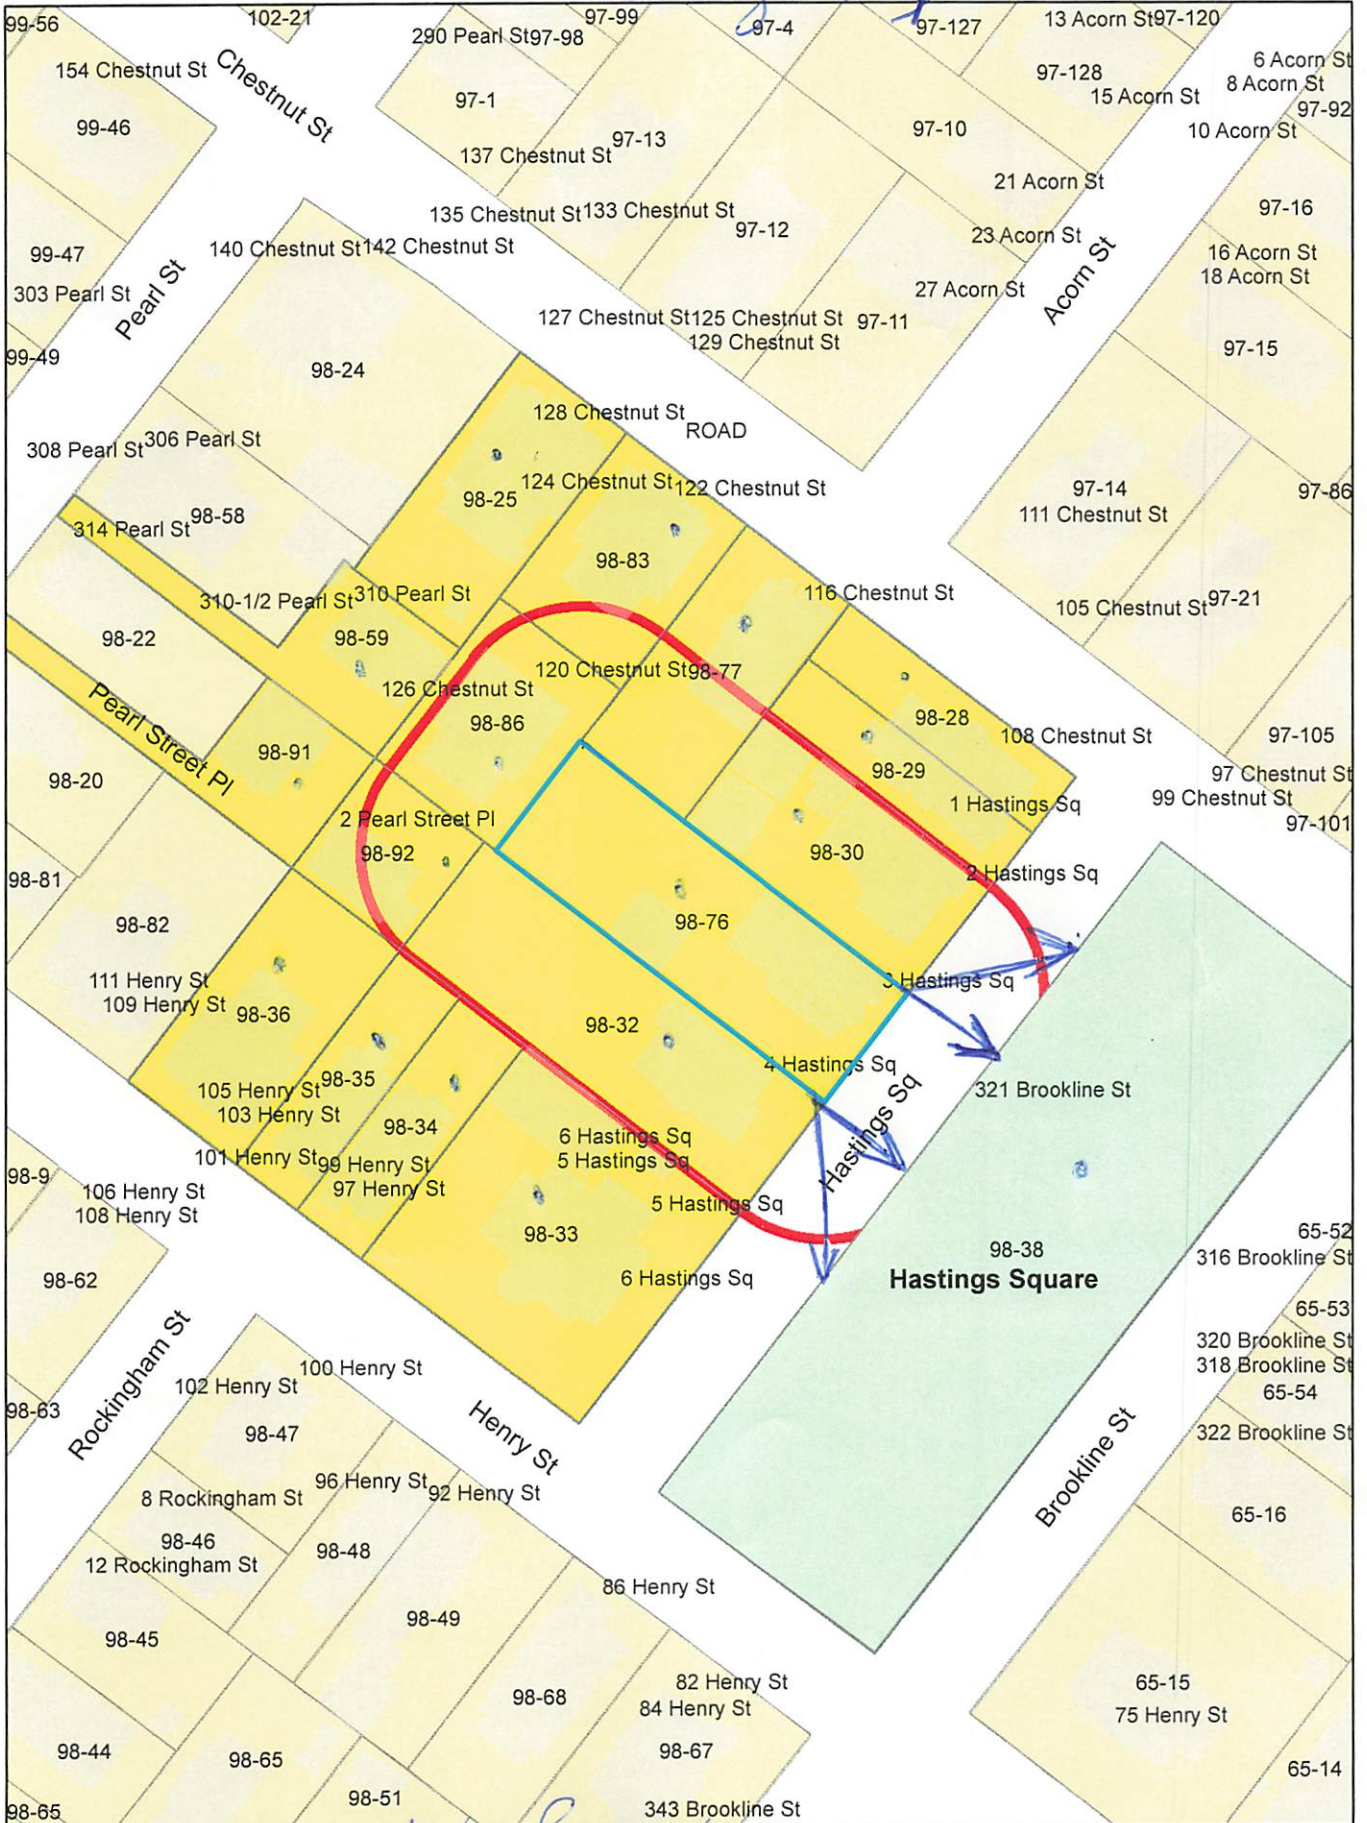 99-56
102-21
97-99
97-4
97-127
13 Acorn St
97-120
290 Pearl St
97-98
6 Acorn St
154 Chestnut St
Chestnut St
97-128
8 Acorn St
97-1
15 Acorn St
97-92
99-46
97-13
97-10
10 Acorn St
137 Chestnut St
21 Acorn St
135 Chestnut St
133 Chestnut St
97-16
97-12
23 Acorn St
140 Chestnut St
142 Chestnut St
99-47
16 Acorn St
18 Acorn St
Acorn St
303 Pearl St
Pearl St
27 Acorn St
127 Chestnut St
125 Chestnut St
97-11
129 Chestnut St
97-15
99-49
98-24
128 Chestnut St
ROAD
308 Pearl St
306 Pearl St
124 Chestnut St
122 Chestnut St
97-14
97-86
98-25
111 Chestnut St
98-58
314 Pearl St
98-83
310-1/2 Pearl St
310 Pearl St
116 Chestnut St
105 Chestnut St
97-21
98-22
98-59
120 Chestnut St
98-77
126 Chestnut St
98-86
98-28
108 Chestnut St
97-105
Pearl Street Pl
98-91
98-20
98-29
97 Chestnut St
99 Chestnut St
1 Hastings Sq
2 Pearl Street Pl
97-101
98-92
98-30
98-81
2 Hastings Sq
98-82
98-76
111 Henry St
3 Hastings Sq
109 Henry St
98-36
98-32
4 Hastings Sq
98-35
105 Henry St
321 Brookline St
103 Henry St
98-34
Hastings Sq
6 Hastings Sq
101 Henry St
99 Henry St
5 Hastings Sq
98-9
97 Henry St
106 Henry St
5 Hastings Sq
108 Henry St
98-33
65-52
98-38
316 Brookline St
98-62
6 Hastings Sq
Hastings Square
65-53
320 Brookline St
100 Henry St
318 Brookline St
102 Henry St
65-54
Rockingham St
98-63
98-47
Henry St
322 Brookline St
96 Henry St
92 Henry St
Brookline St
8 Rockingham St
65-16
98-46
98-48
12 Rockingham St
86 Henry St
98-49
98-45
82 Henry St
65-15
98-68
84 Henry St
75 Henry St
98-44
98-65
98-67
65-14
98-51
98-65
343 Brookline St